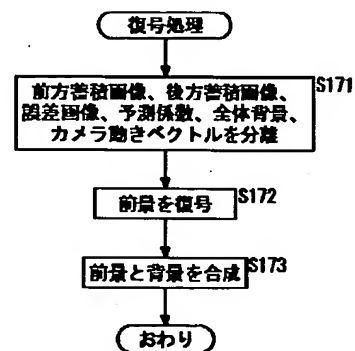 復号処理
前方蓄積画像、後方蓄積画像、
誤差画像、予測係数、全体背景、
カメラ動きベクトルを分離
S171
前景を復号
S172
前景と背景を合成
S173
おわり